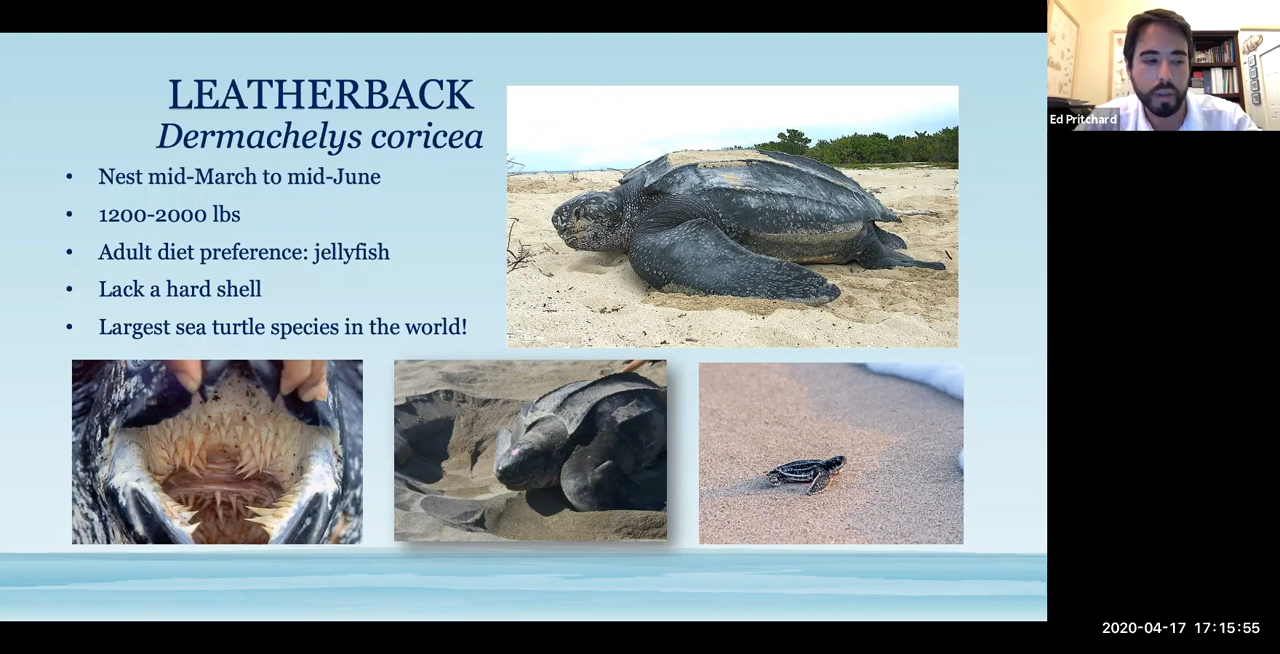 LEATHERBACK
Dermachelys coricea
• Nest mid-March to mid-June
• 1200-2000 lbs
• Adult diet preference: jellyfish
• Lack a hard shell
• Largest sea turtle species in the world!
Ed Pritchard
2020-04-17 17:15:55